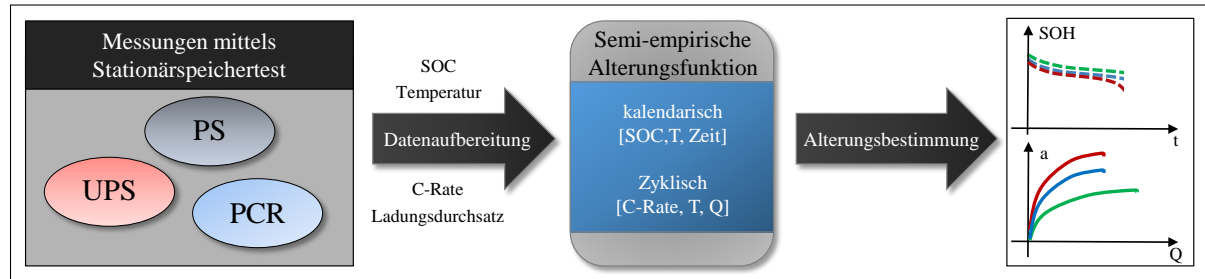 Messungen mittels
Stationärspeichertest
PS
UPS
PCR
SOC
Temperatur
Datenaufbereitung
C-Rate
Ladungsdurchsatz
Semi-empirische
Alterungsfunktion
kalendarisch
[SOC,T, Zeit]
Zyklisch
[C-Rate, T, Q]
Alterungsbestimmung
SOH
t
a
Q